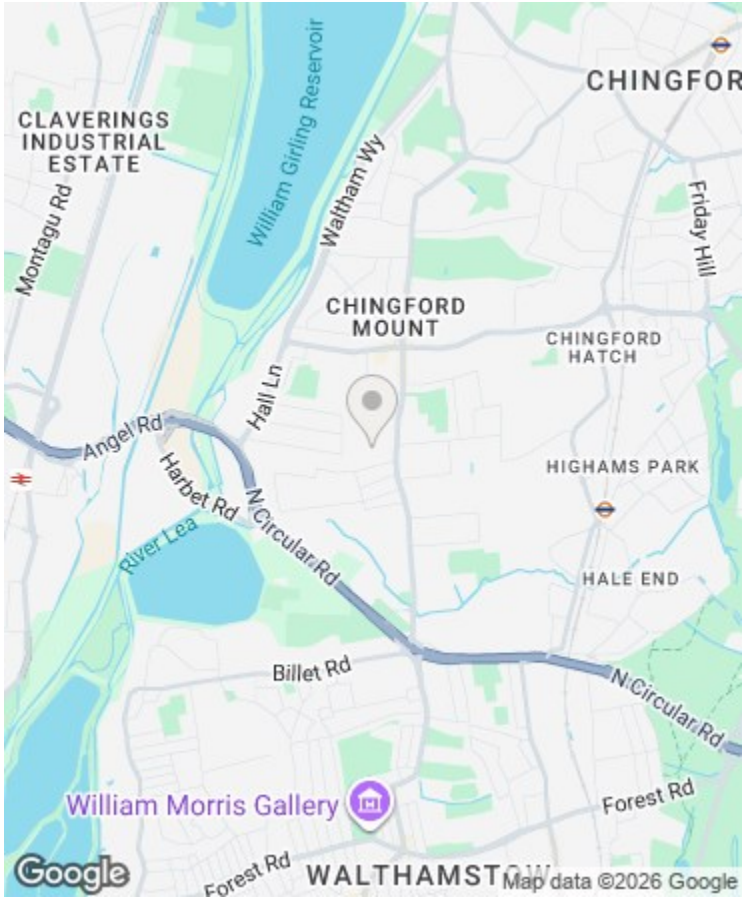 CHINGFOR
CLAVERINGS
INDUSTRIAL
ESTATE
William Girling Reservoir
Waltham Wy
Montagu Rd
Friday Hill
CHINGFORD
MOUNT
CHINGFORD
HATCH
Hall Ln
Angel Rd
HIGHAMS PARK
Harbet Rd
N Circular Rd
River Lea
HALE END
Billet Rd
N Circular Rd
William Morris Gallery
Forest Rd
Forest Rd
WALTHAMSTOW
Google
Map data ©2026 Google